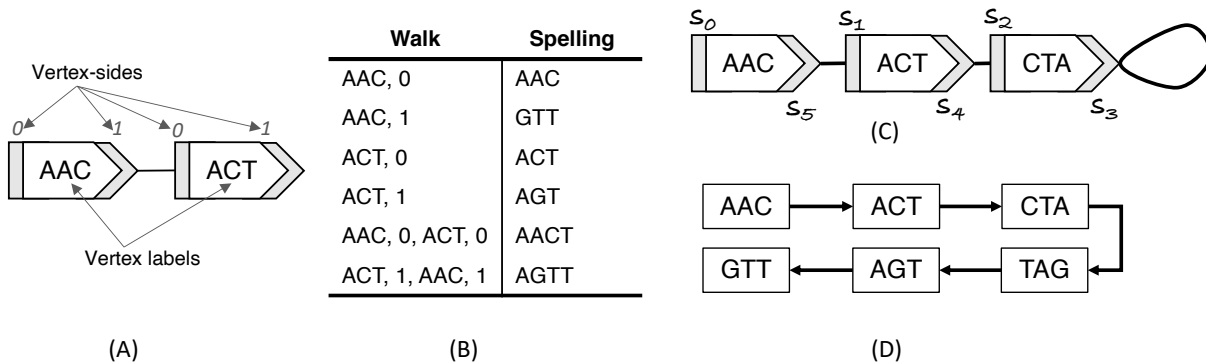 Vertex-sides
0 1 0 1
AAC ACT
Vertex labels
(A)
Walk Spelling
AAC, 0 AAC
AAC, 1 GTT
ACT, 0 ACT
ACT, 1 AGT
AAC, 0, ACT, 0 AACT
ACT, 1, AAC, 1 AGTT
(B)
S0 S1 S2
AAC ACT CTA
S5 S4 S3
(C)
AAC ACT CTA
GTT AGT TAG
(D)